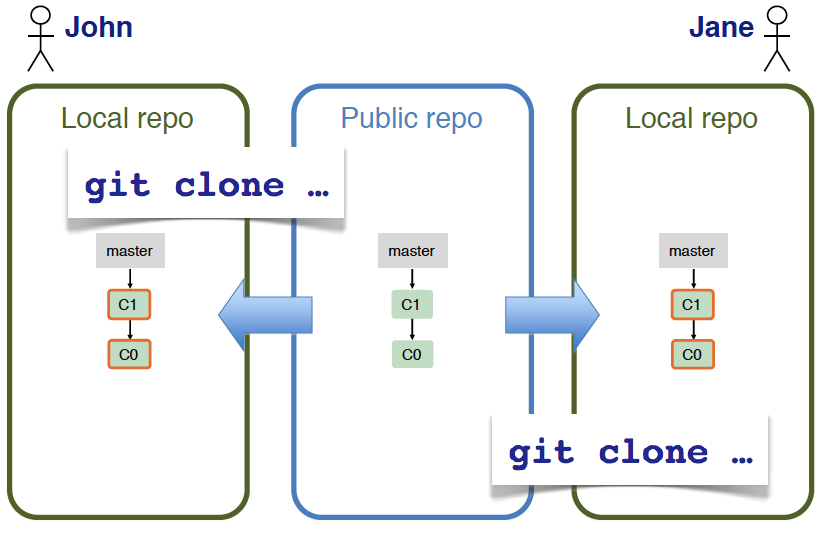 John
Jane
Local repo
Public repo
Local repo
git clone …
master
master
master
C1
C1
C1
C0
C0
C0
git clone …